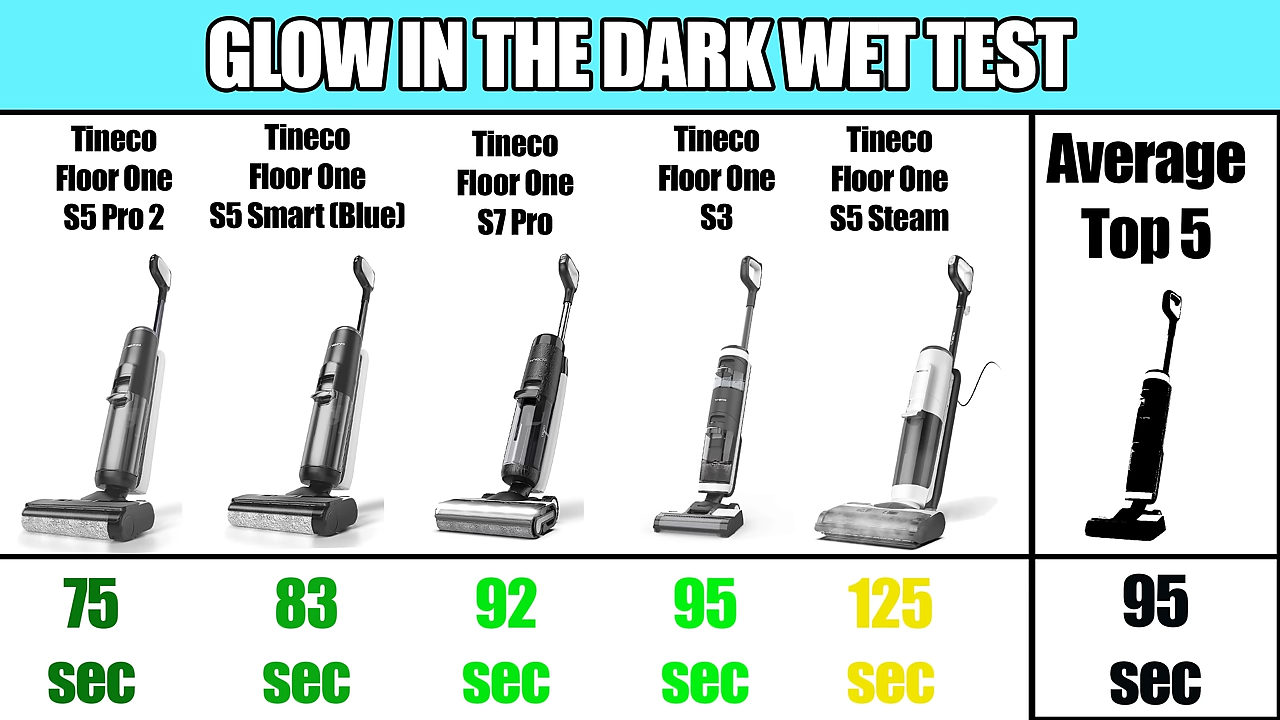 GLOW IN THE DARK WET TEST
Tineco
Floor One
S5 Pro 2
Tineco
Floor One
S5 Smart (Blue)
Tineco
Floor One
S7 Pro
Tineco
Floor One
S3
Tineco
Floor One
S5 Steam
Average
Top 5
75
sec
83
sec
92
sec
95
sec
125
sec
95
sec